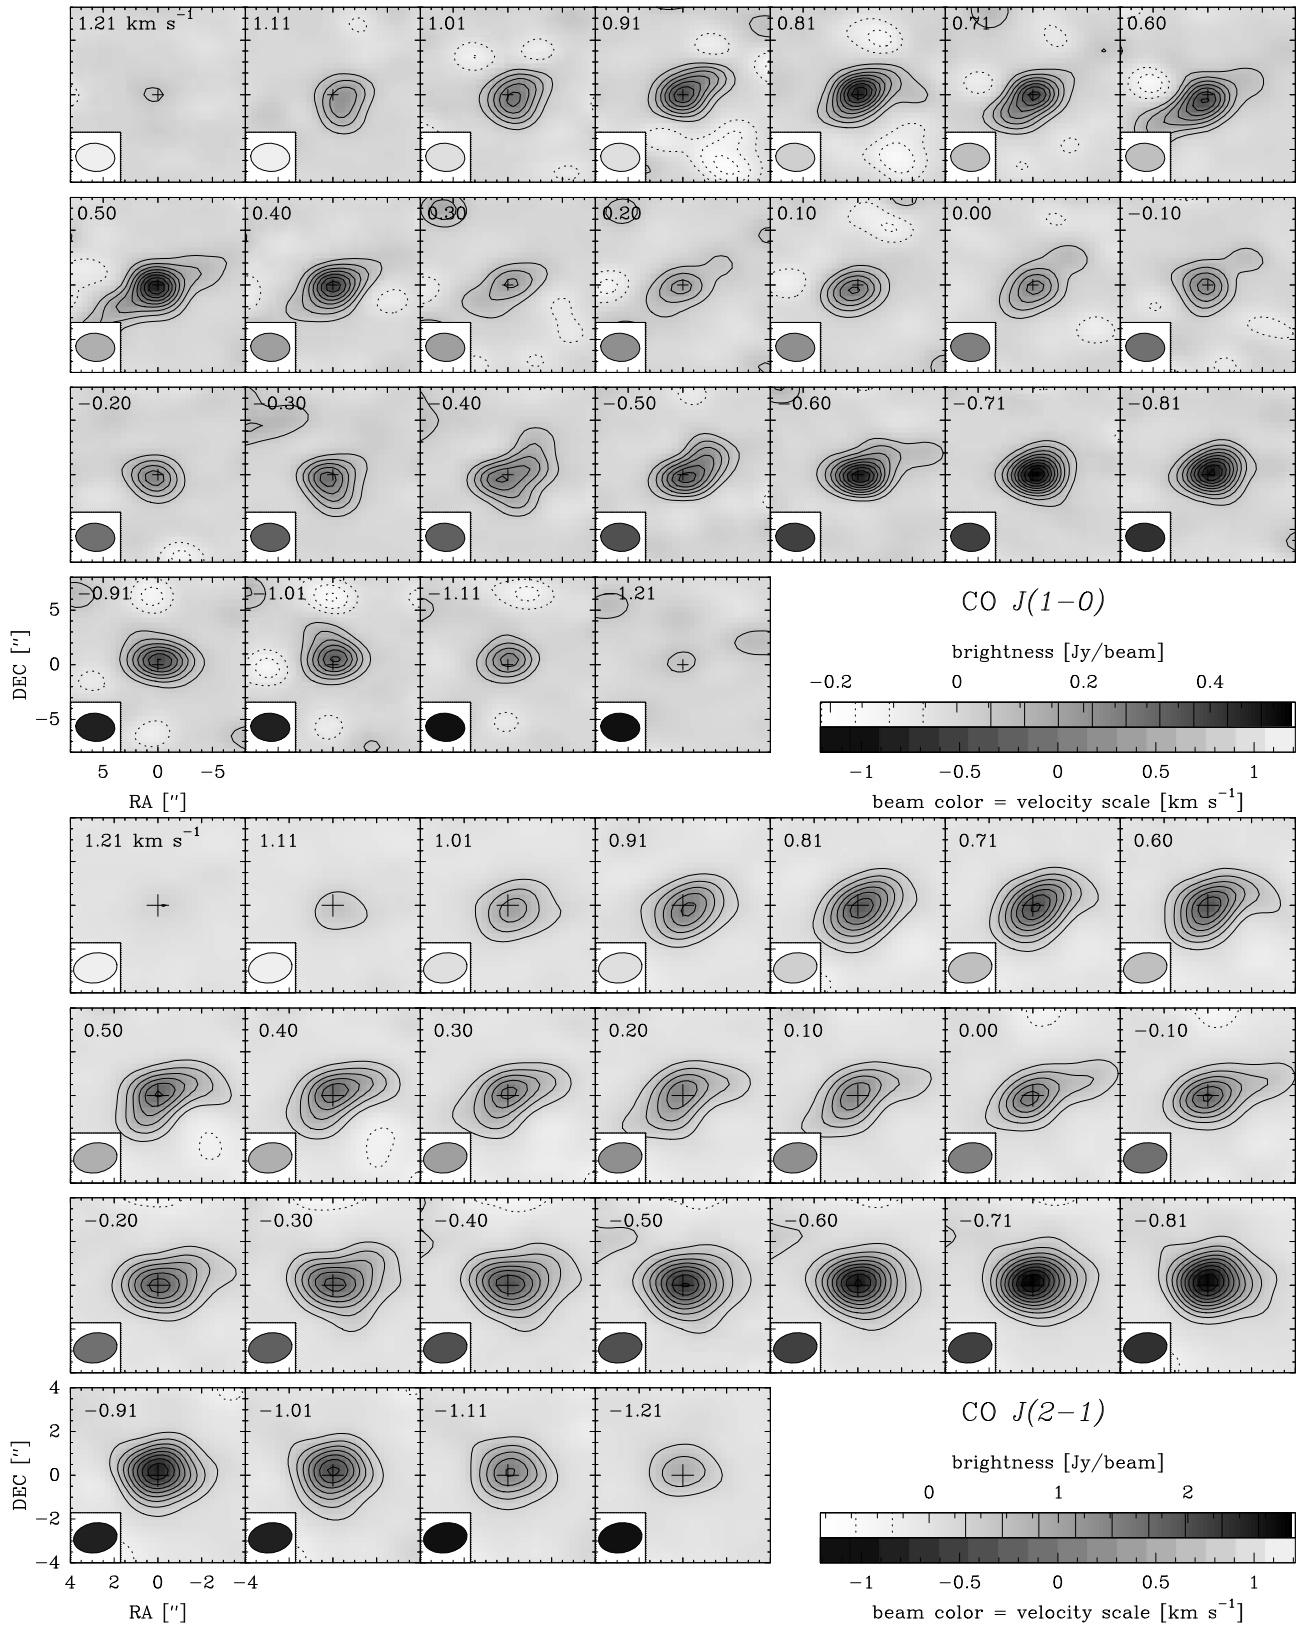 1.21 km s⁻¹ 1.11 1.01 0.91 0.81 0.71 0.60
0.50 0.40 0.30 0.20 0.10 0.00 −0.10
−0.20 −0.30 −0.40 −0.50 −0.60 −0.71 −0.81
−0.91 −1.01 −1.11 −1.21
CO J(1−0)
brightness [Jy/beam]
−0.2 0 0.2 0.4
−1 −0.5 0 0.5 1
beam color = velocity scale [km s⁻¹]
5
0
−5
DEC ["]
5 0 −5
RA ["]
1.21 km s⁻¹ 1.11 1.01 0.91 0.81 0.71 0.60
0.50 0.40 0.30 0.20 0.10 0.00 −0.10
−0.20 −0.30 −0.40 −0.50 −0.60 −0.71 −0.81
−0.91 −1.01 −1.11 −1.21
CO J(2−1)
brightness [Jy/beam]
0 1 2
−1 −0.5 0 0.5 1
beam color = velocity scale [km s⁻¹]
4
2
0
−2
−4
DEC ["]
4 2 0 −2 −4
RA ["]